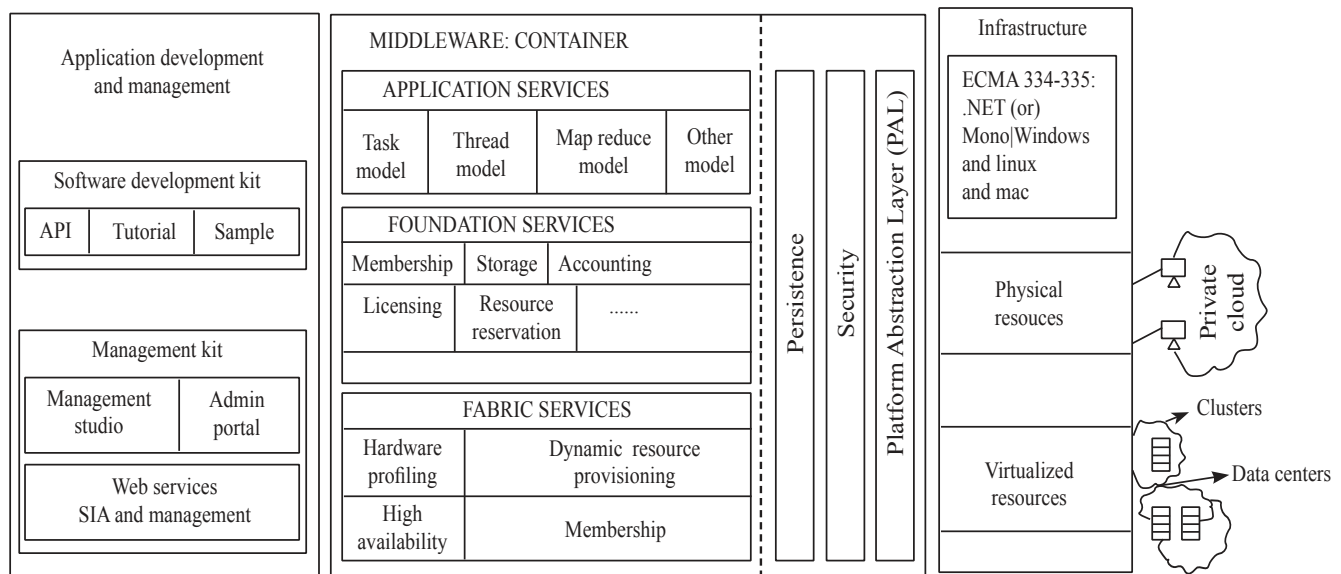 Application development
and management
Software development kit
API
Tutorial
Sample
Management kit
Management
studio
Admin
portal
Web services
SIA and management
MIDDLEWARE: CONTAINER
APPLICATION SERVICES
Task
model
Thread
model
Map reduce
model
Other
model
FOUNDATION SERVICES
Membership
Storage
Accounting
Licensing
Resource
reservation
......
FABRIC SERVICES
Hardware
profiling
Dynamic resource
provisioning
High
availability
Membership
Persistence
Security
Platform Abstraction Layer (PAL)
Infrastructure
ECMA 334-335:
.NET (or)
Mono|Windows
and linux
and mac
Physical
resouces
Private
cloud
Virtualized
resources
Clusters
Data centers